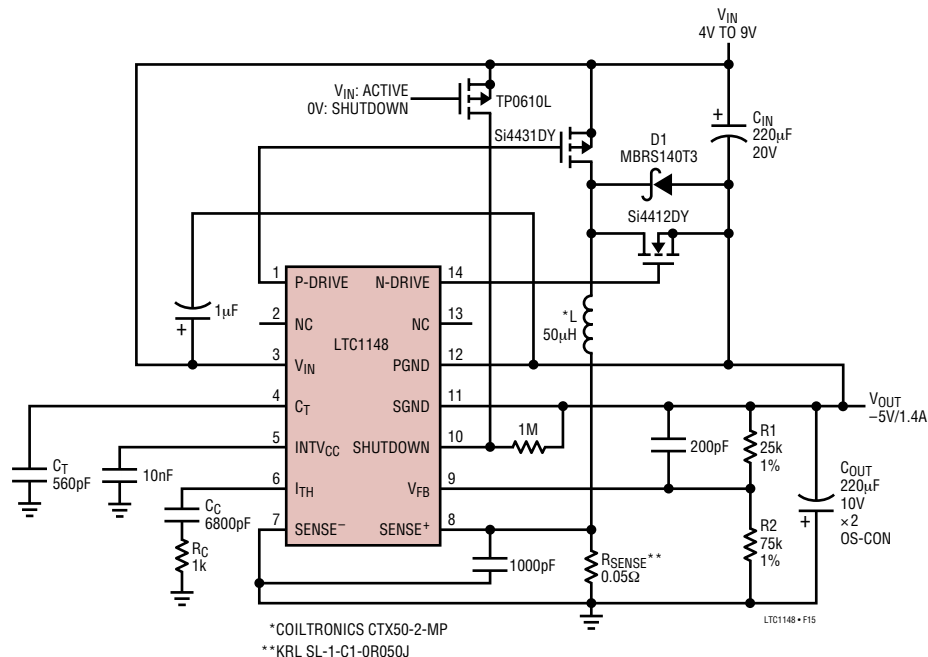 VIN
4V TO 9V
VIN: ACTIVE
0V: SHUTDOWN
TP0610L
Si4431DY
D1
MBRS140T3
+
CIN
220µF
20V
Si4412DY
1µF
+
*L
50µH
LTC1148
1
P-DRIVE
2
NC
3
VIN
4
CT
5
INTVCC
6
ITH
7
SENSE−
14
N-DRIVE
13
NC
12
PGND
11
SGND
10
SHUTDOWN
9
VFB
8
SENSE+
CT
560pF
10nF
CC
6800pF
RC
1k
1M
200pF
1000pF
RSENSE**
0.05Ω
R1
25k
1%
R2
75k
1%
VOUT
−5V/1.4A
COUT
220µF
10V
×2
OS-CON
+
*COILTRONICS CTX50-2-MP
**KRL SL-1-C1-0R050J
LTC1148 • F15